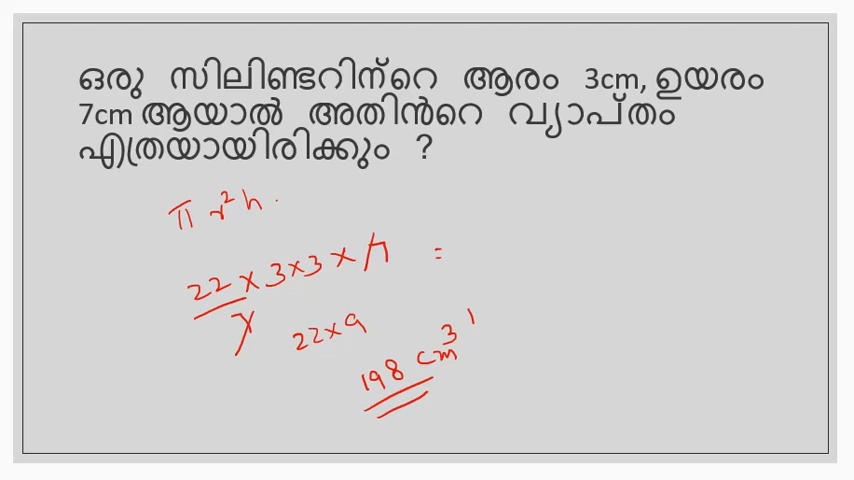 ഒരു സിലിണ്ടറിന്റെ ആരം 3cm, ഉയരം
7cm ആയാൽ അതിൻറെ വ്യാപ്തം
എത്രയായിരിക്കും ?
π r²h
22 × 3 × 3 × 7 =
7
22 × 9
198 cm³